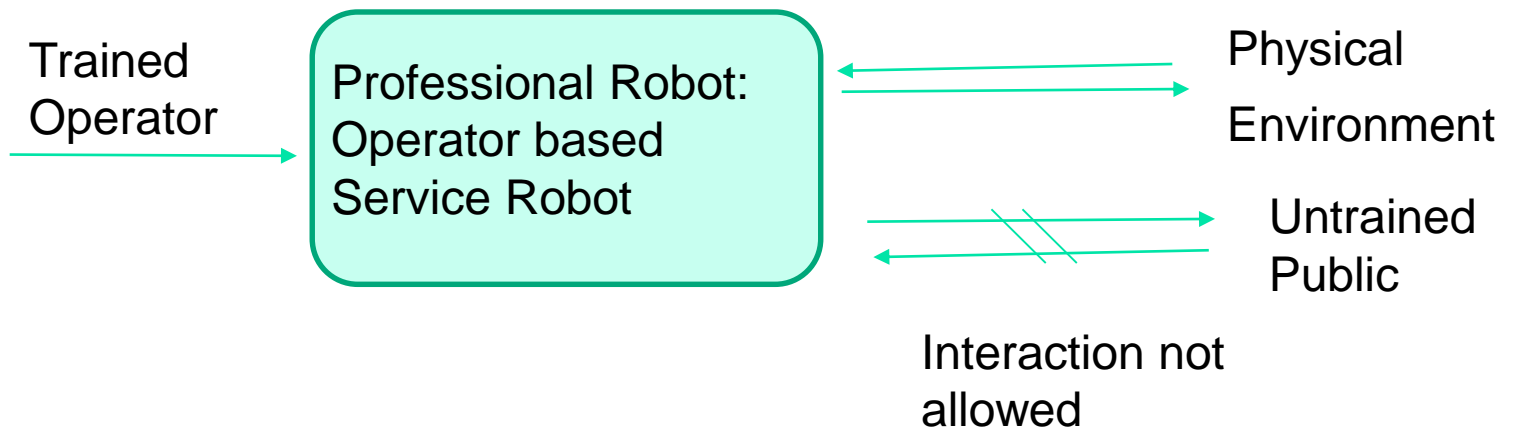 Trained
Operator
Professional Robot:
Operator based
Service Robot
Physical
Environment
Untrained
Public
Interaction not
allowed